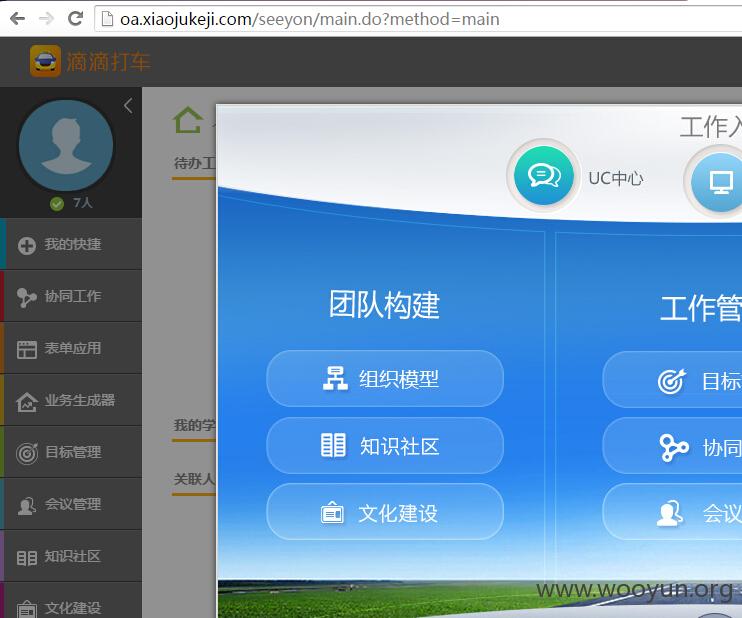 oa.xiaojukeji.com/seeyon/main.do?method=main
滴滴打车
7人
我的快捷
协同工作
表单应用
业务生成器
目标管理
会议管理
知识社区
文化建设
待办工
我的学
关联人
工作入
UC中心
团队构建
组织模型
知识社区
文化建设
工作管
目标
协同
会议
www.wooyun.org